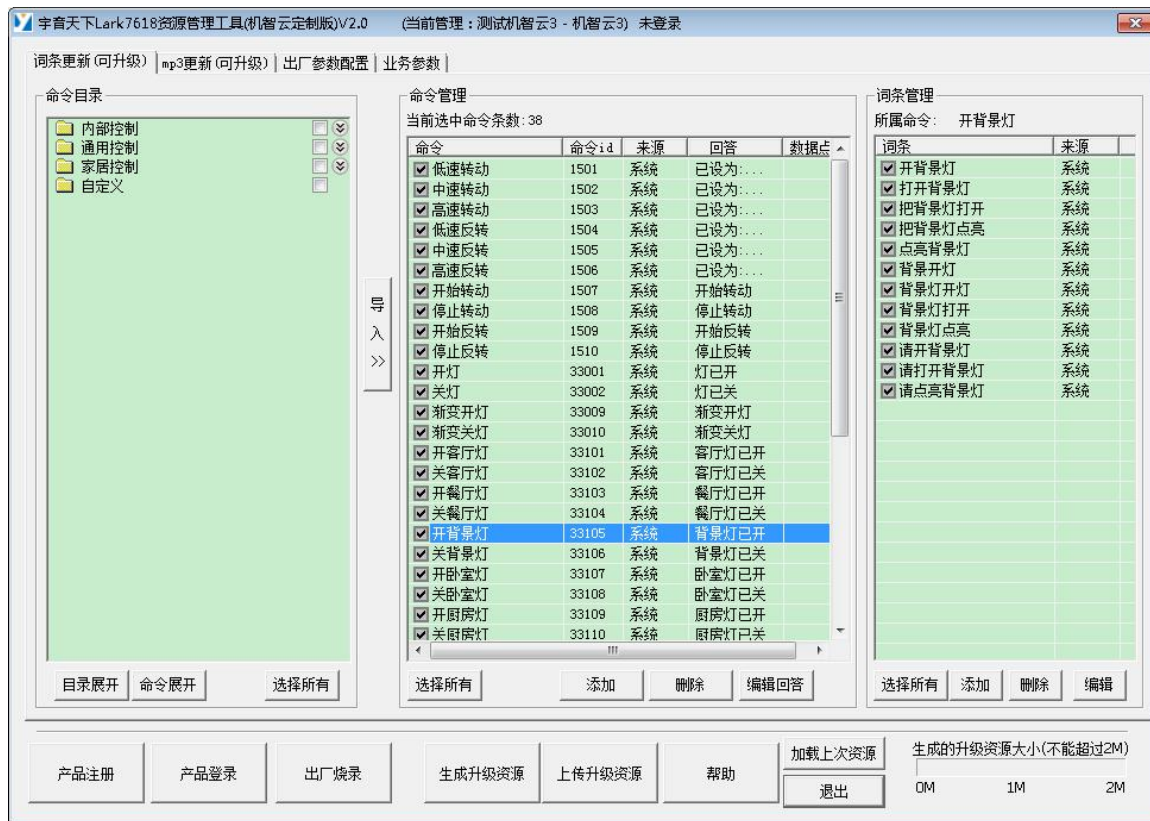 宇音天下Lark7618资源管理工具(机智云定制版)V2.0 (当前管理：测试机智云3 - 机智云3) 未登录
词条更新(可升级) mp3更新(可升级) 出厂参数配置 业务参数
命令目录
内部控制
通用控制
家居控制
自定义
目录展开 命令展开 选择所有
导入>>
命令管理
当前选中命令条数:38
命令 命令id 来源 回答 数据点
低速转动 1501 系统 已设为:...
中速转动 1502 系统 已设为:...
高速转动 1503 系统 已设为:...
低速反转 1504 系统 已设为:...
中速反转 1505 系统 已设为:...
高速反转 1506 系统 已设为:...
开始转动 1507 系统 开始转动
停止转动 1508 系统 停止转动
开始反转 1509 系统 开始反转
停止反转 1510 系统 停止反转
开灯 33001 系统 灯已开
关灯 33002 系统 灯已关
渐变开灯 33009 系统 渐变开灯
渐变关灯 33010 系统 渐变关灯
开客厅灯 33101 系统 客厅灯已开
关客厅灯 33102 系统 客厅灯已关
开餐厅灯 33103 系统 餐厅灯已开
关餐厅灯 33104 系统 餐厅灯已关
开背景灯 33105 系统 背景灯已开
关背景灯 33106 系统 背景灯已关
开卧室灯 33107 系统 卧室灯已开
关卧室灯 33108 系统 卧室灯已关
开厨房灯 33109 系统 厨房灯已开
关厨房灯 33110 系统 厨房灯已关
选择所有 添加 删除 编辑回答
词条管理
所属命令: 开背景灯
词条 来源
开背景灯 系统
打开背景灯 系统
把背景灯打开 系统
把背景灯点亮 系统
点亮背景灯 系统
背景开灯 系统
背景灯开灯 系统
背景灯打开 系统
背景灯点亮 系统
请开背景灯 系统
请打开背景灯 系统
请点亮背景灯 系统
选择所有 添加 删除 编辑
产品注册 产品登录 出厂烧录 生成升级资源 上传升级资源 帮助
加载上次资源
退出
生成的升级资源大小(不能超过2M)
0M 1M 2M